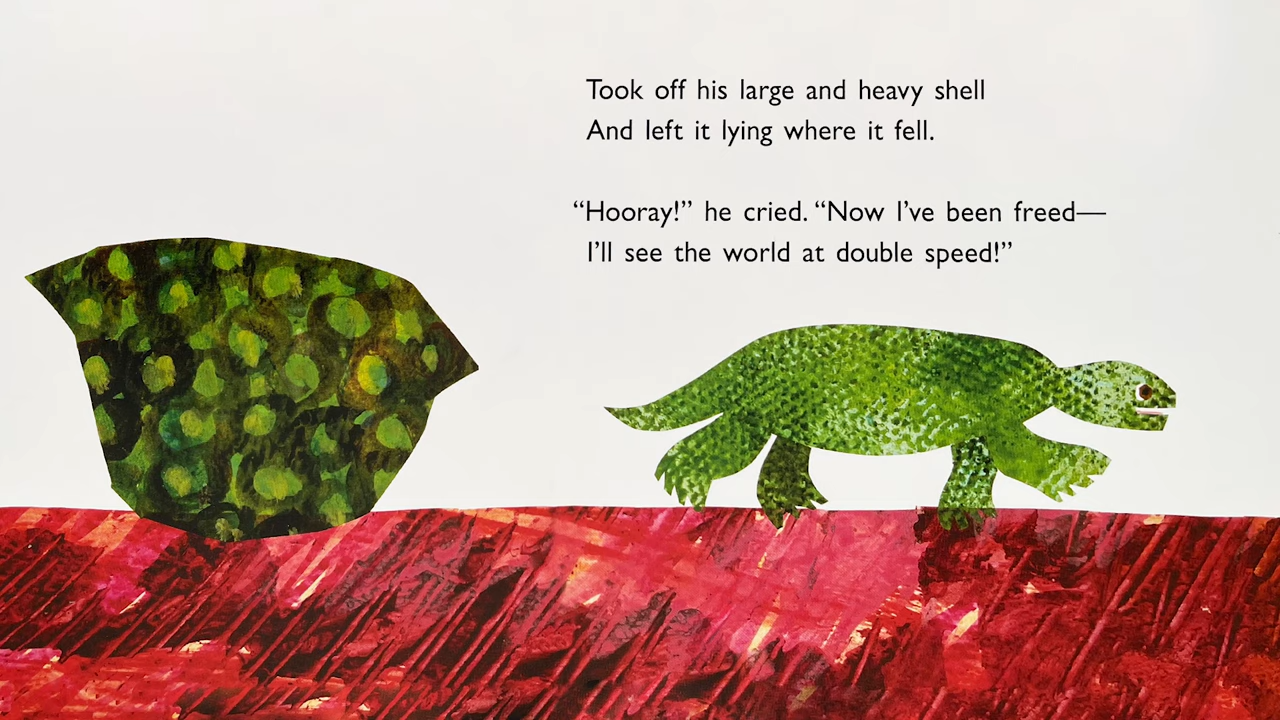 Took off his large and heavy shell
And left it lying where it fell.
“Hooray!” he cried. “Now I’ve been freed—
I’ll see the world at double speed!”